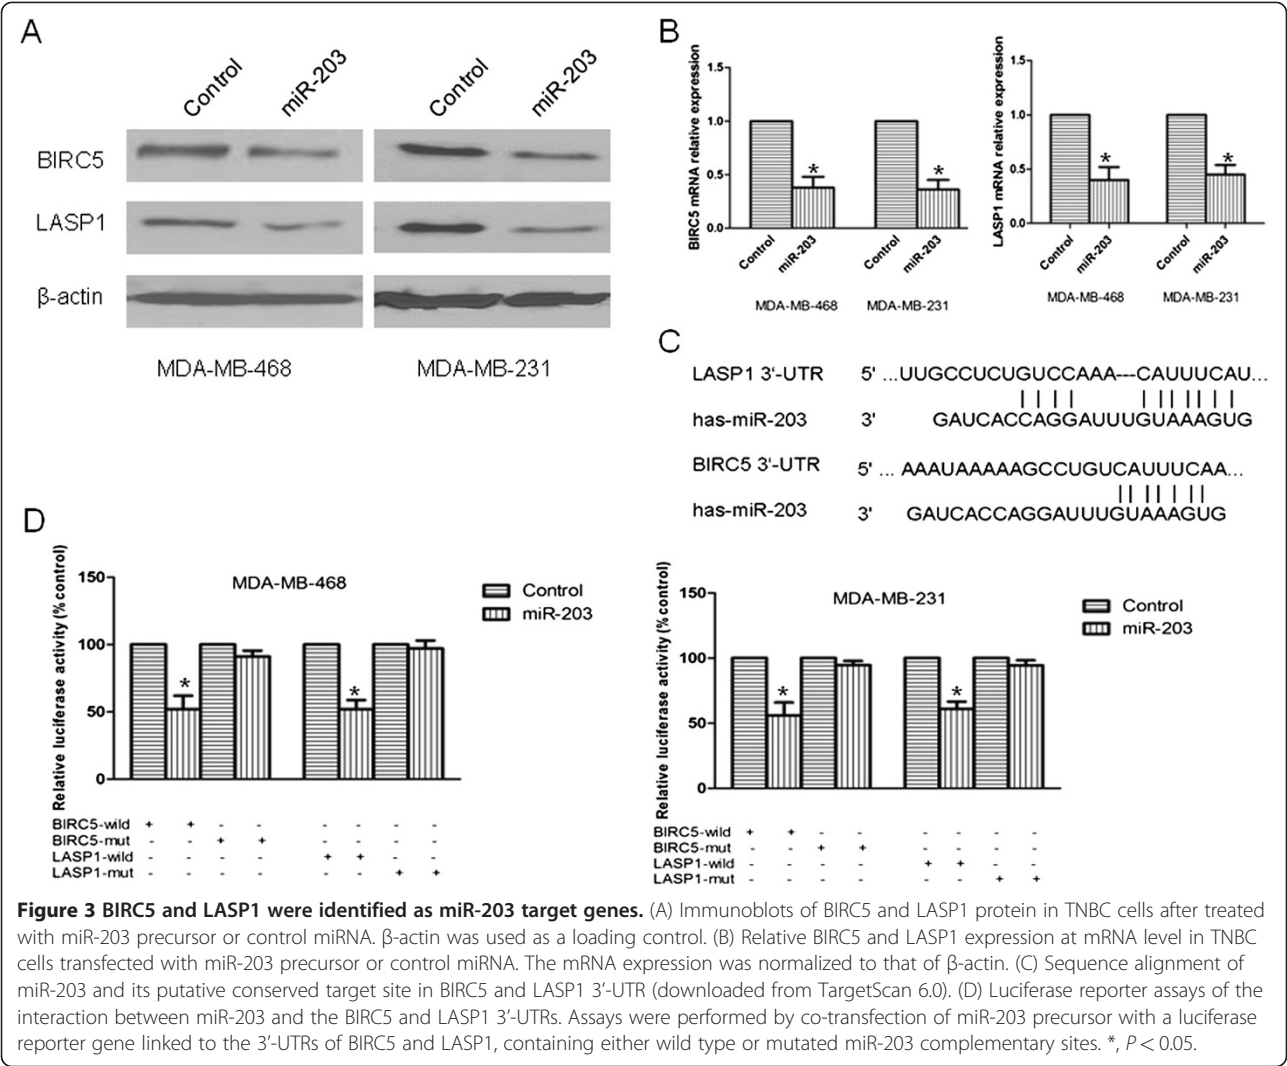 A
Control
miR-203
Control
miR-203
BIRC5
LASP1
β-actin
MDA-MB-468
MDA-MB-231
B
BIRC5 mRNA relative expression
1.5
1.0
0.5
0.0
*
*
Control
miR-203
Control
miR-203
MDA-MB-468
MDA-MB-231
LASP1 mRNA relative expression
1.5
1.0
0.5
0.0
*
*
Control
miR-203
Control
miR-203
MDA-MB-468
MDA-MB-231
C
LASP1 3'-UTR 5' ...UUGCCUCUGUCCAAA---CAUUUCAU...
has-miR-203 3' GAUCACCAGGAUUUGUAAAGUG
BIRC5 3'-UTR 5' ... AAAUAAAAAGCCUGUCAUUUCAA...
has-miR-203 3' GAUCACCAGGAUUUGUAAAGUG
D
Relative luciferase activity (% control)
150
100
50
0
MDA-MB-468
Control
miR-203
*
*
BIRC5-wild + + - - - - - -
BIRC5-mut - - + + - - - -
LASP1-wild - - - - + + - -
LASP1-mut - - - - - - + +
Relative luciferase activity (% control)
150
100
50
0
MDA-MB-231
Control
miR-203
*
*
BIRC5-wild + + - - - - - -
BIRC5-mut - - + + - - - -
LASP1-wild - - - - + + - -
LASP1-mut - - - - - - + +
Figure 3 BIRC5 and LASP1 were identified as miR-203 target genes. (A) Immunoblots of BIRC5 and LASP1 protein in TNBC cells after treated
with miR-203 precursor or control miRNA. β-actin was used as a loading control. (B) Relative BIRC5 and LASP1 expression at mRNA level in TNBC
cells transfected with miR-203 precursor or control miRNA. The mRNA expression was normalized to that of β-actin. (C) Sequence alignment of
miR-203 and its putative conserved target site in BIRC5 and LASP1 3′-UTR (downloaded from TargetScan 6.0). (D) Luciferase reporter assays of the
interaction between miR-203 and the BIRC5 and LASP1 3′-UTRs. Assays were performed by co-transfection of miR-203 precursor with a luciferase
reporter gene linked to the 3′-UTRs of BIRC5 and LASP1, containing either wild type or mutated miR-203 complementary sites. *, P < 0.05.